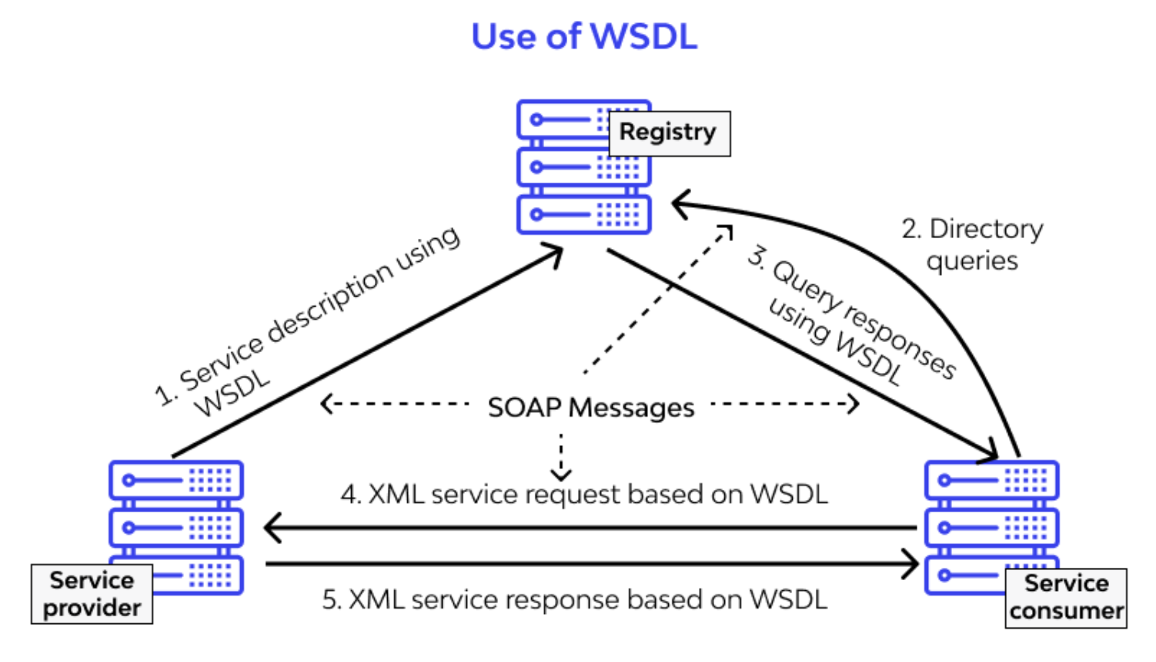 Use of WSDL
Registry
1. Service description using
WSDL
2. Directory
queries
3. Query responses
using WSDL
SOAP Messages
4. XML service request based on WSDL
5. XML service response based on WSDL
Service
provider
Service
consumer